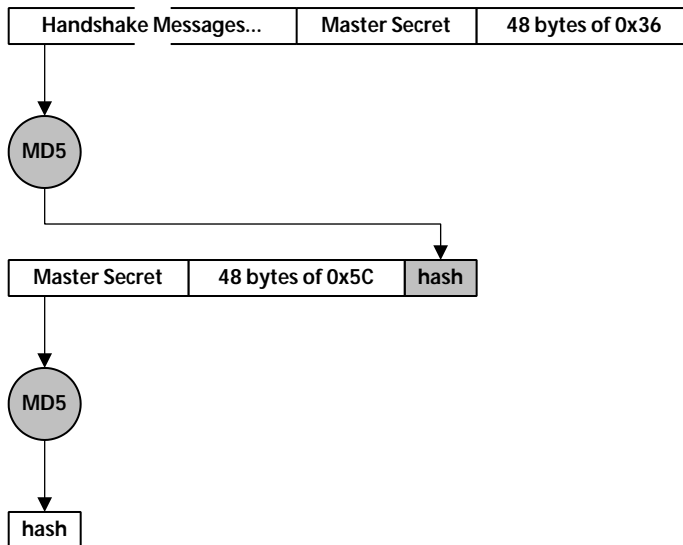 Handshake Messages... Master Secret 48 bytes of 0x36
MD5
Master Secret 48 bytes of 0x5C hash
MD5
hash